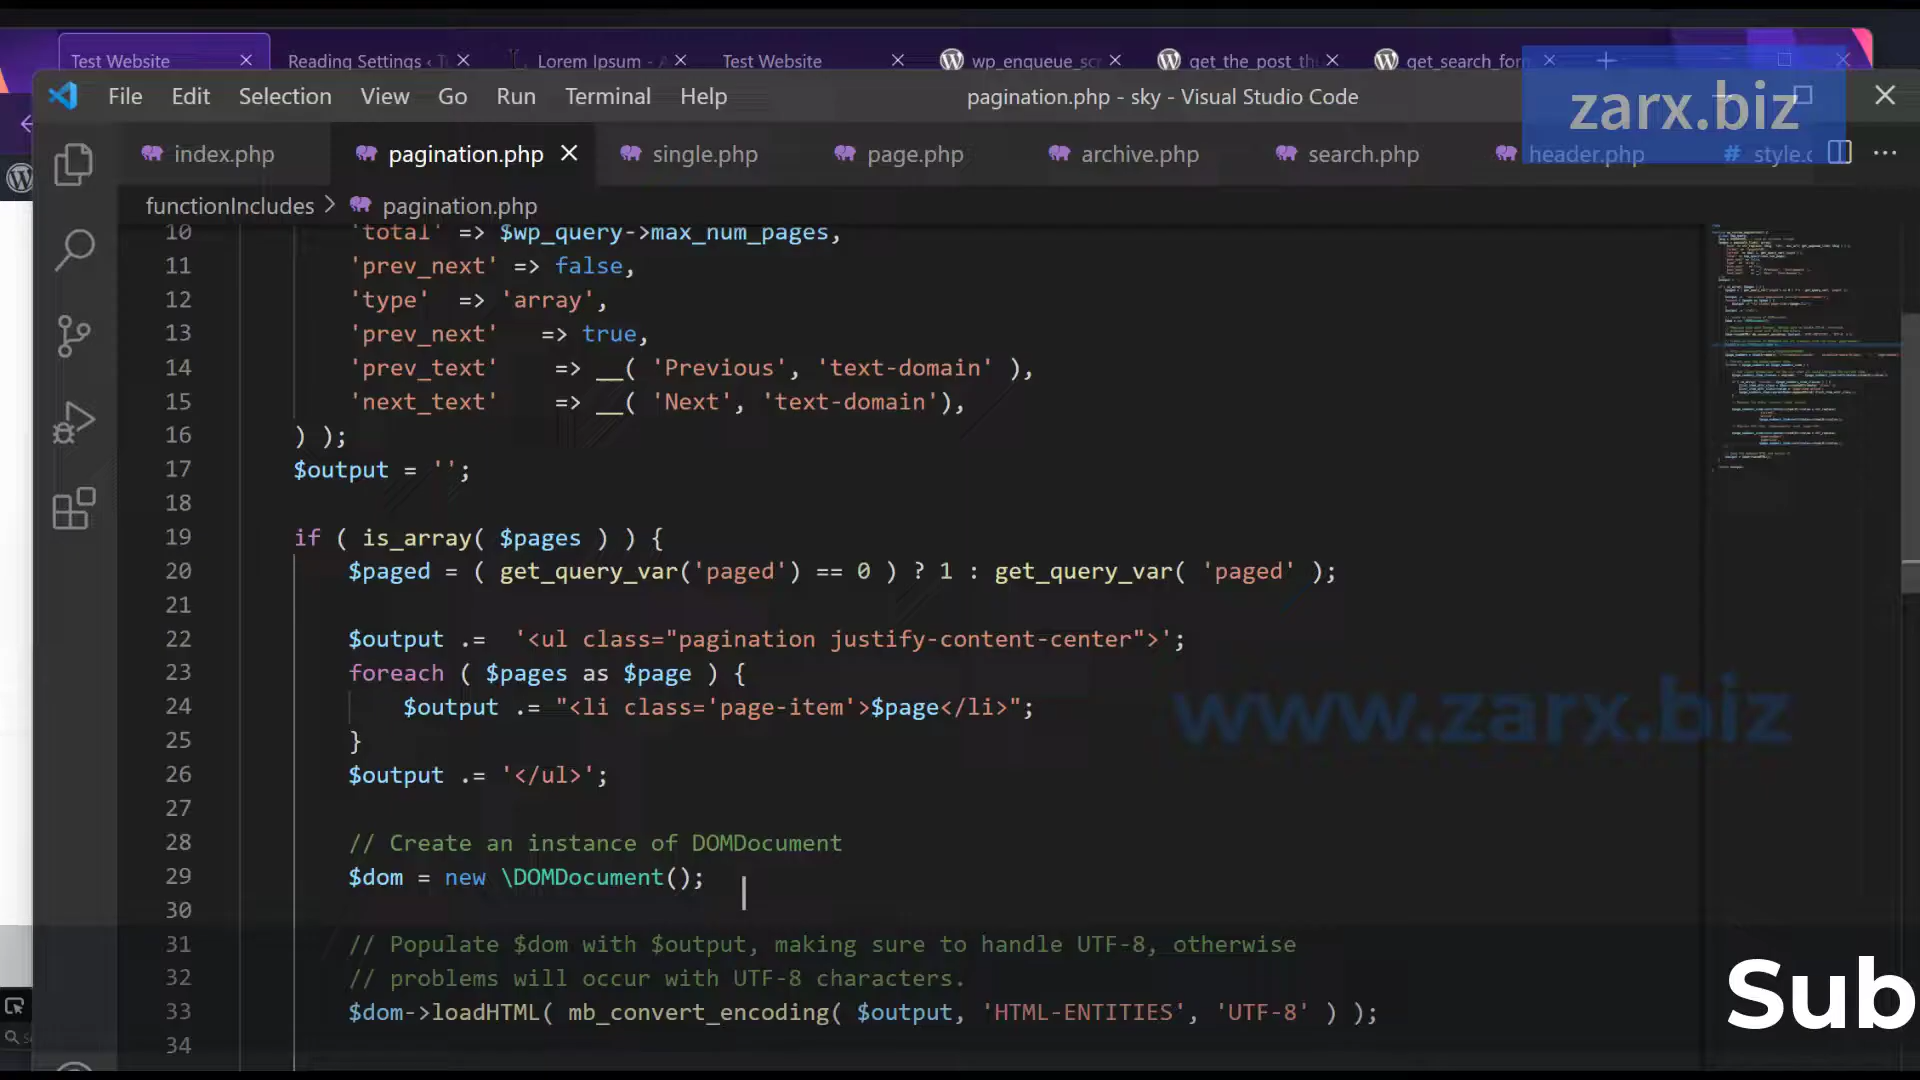 Test Website
Reading Settings ‹ T
Lorem Ipsum - A
Test Website
wp_enqueue_scr
get_the_post_th
get_search_form
File Edit Selection View Go Run Terminal Help
pagination.php - sky - Visual Studio Code
zarx.biz
index.php
pagination.php
single.php
page.php
archive.php
search.php
header.php
# style.c
functionIncludes > pagination.php
10 'total' => $wp_query->max_num_pages,
11 'prev_next' => false,
12 'type' => 'array',
13 'prev_next' => true,
14 'prev_text' => __( 'Previous', 'text-domain' ),
15 'next_text' => __( 'Next', 'text-domain'),
16 ) );
17 $output = '';
18
19 if ( is_array( $pages ) ) {
20 $paged = ( get_query_var('paged') == 0 ) ? 1 : get_query_var( 'paged' );
21
22 $output .= '<ul class="pagination justify-content-center">';
23 foreach ( $pages as $page ) {
24 $output .= "<li class='page-item'>$page</li>";
25 }
26 $output .= '</ul>';
27
28 // Create an instance of DOMDocument
29 $dom = new \DOMDocument();
30
31 // Populate $dom with $output, making sure to handle UTF-8, otherwise
32 // problems will occur with UTF-8 characters.
33 $dom->loadHTML( mb_convert_encoding( $output, 'HTML-ENTITIES', 'UTF-8' ) );
34
www.zarx.biz
Sub